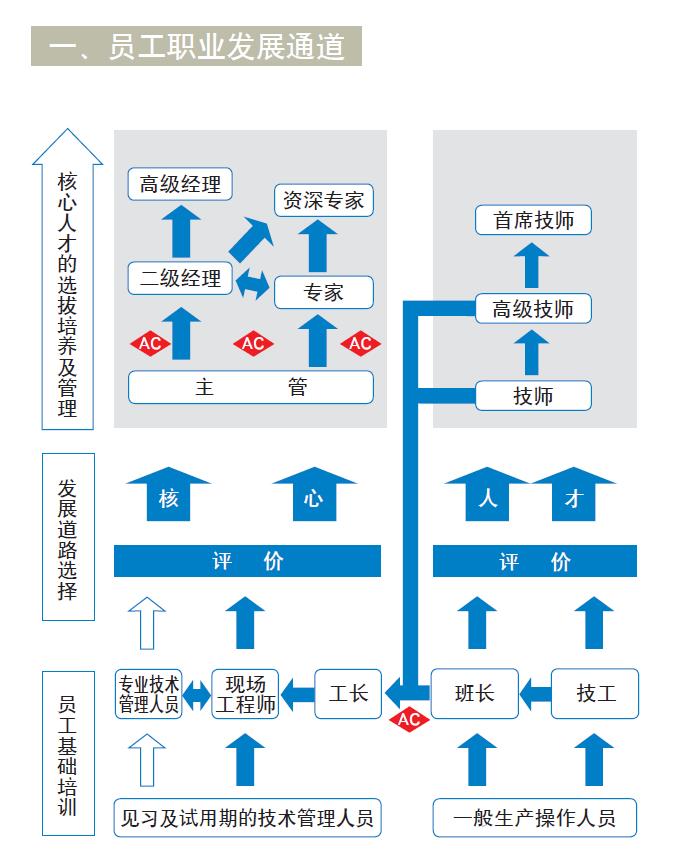 一、员工职业发展通道
核心人才的选拔培养及管理
高级经理
资深专家
二级经理
专家
AC
AC
AC
主管
首席技师
高级技师
技师
发展道路选择
核
心
人
才
评价
评价
员工基础培训
专业技术
管理人员
现场
工程师
工长
班长
技工
AC
见习及试用期的技术管理人员
一般生产操作人员